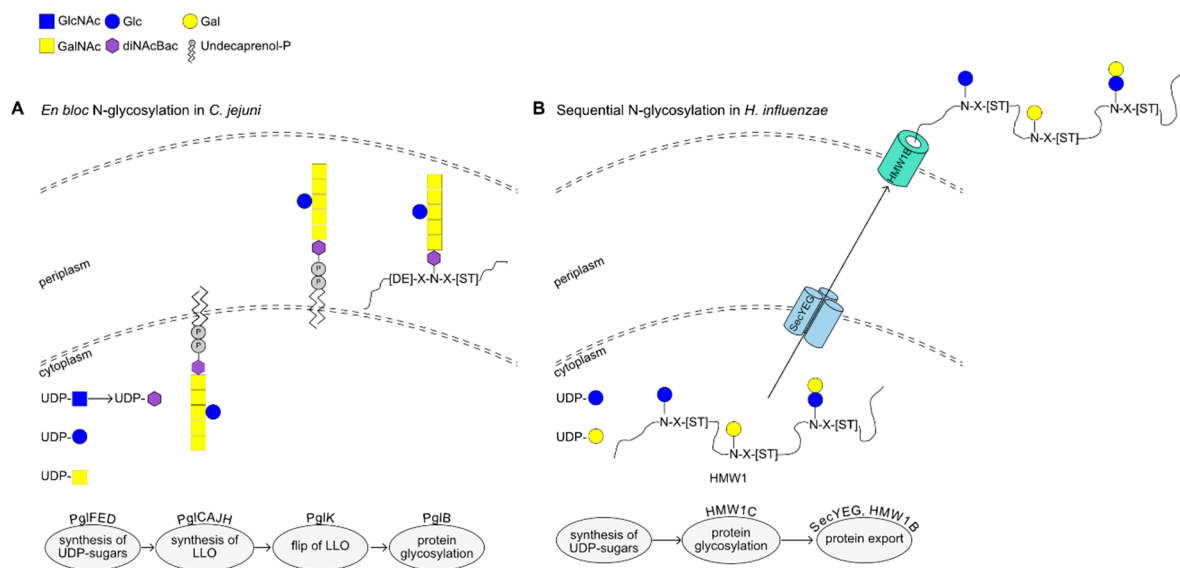 GlcNAc Glc Gal
GalNAc diNAcBac P P Undecaprenol-P
A En bloc N-glycosylation in C. jejuni
B Sequential N-glycosylation in H. influenzae
N-X-[ST]
N-X-[ST]
N-X-[ST]
HMW1B
periplasm
P
P
[DE]-X-N-X-[ST]
SecYEG
P
P
cytoplasm
UDP- UDP-
UDP-
UDP-
cytoplasm
periplasm
UDP-
UDP-
N-X-[ST]
N-X-[ST]
N-X-[ST]
HMW1
PglFED
synthesis of
UDP-sugars
PglCAJH
synthesis of
LLO
PglK
flip of LLO
PglB
protein
glycosylation
synthesis of
UDP-sugars
HMW1C
protein
glycosylation
SecYEG, HMW1B
protein export